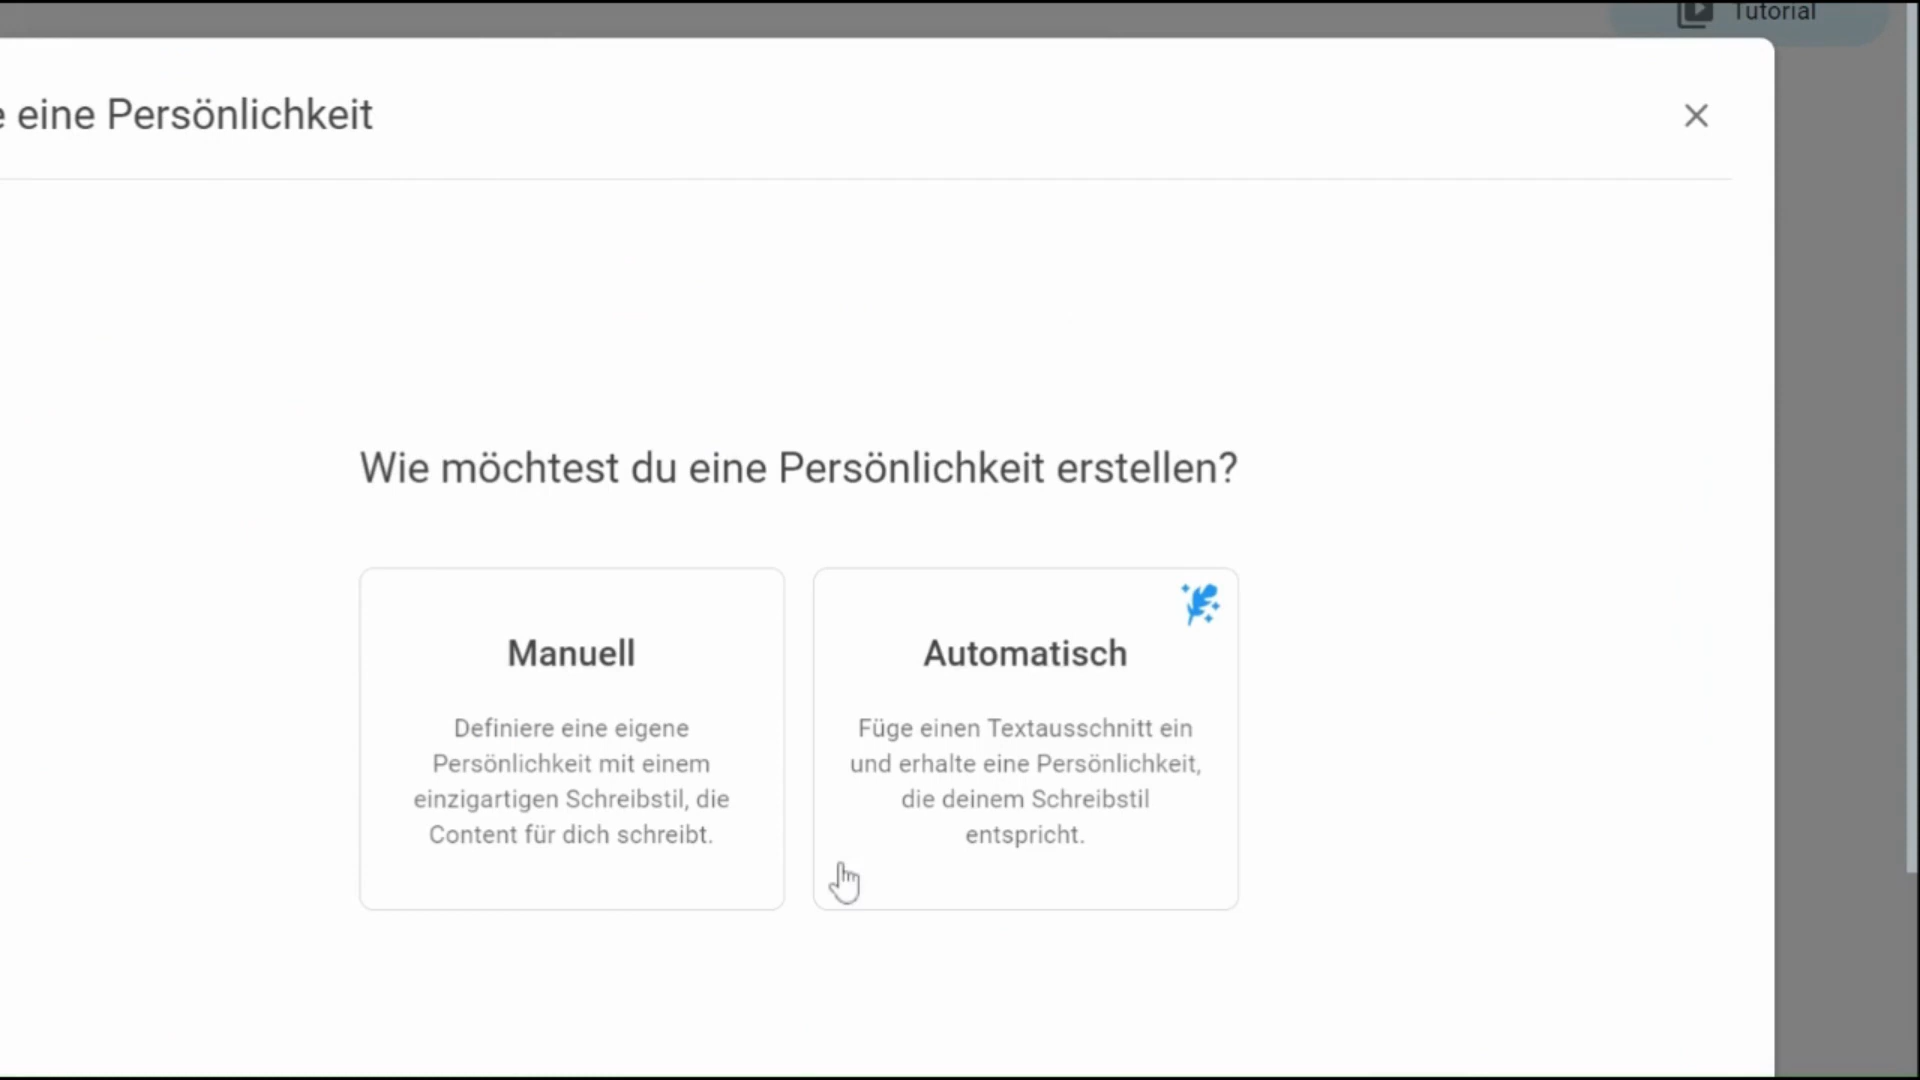 Tutorial
eine Persönlichkeit
Wie möchtest du eine Persönlichkeit erstellen?
Manuell
Definiere eine eigene
Persönlichkeit mit einem
einzigartigen Schreibstil, die
Content für dich schreibt.
Automatisch
Füge einen Textausschnitt ein
und erhalte eine Persönlichkeit,
die deinem Schreibstil
entspricht.